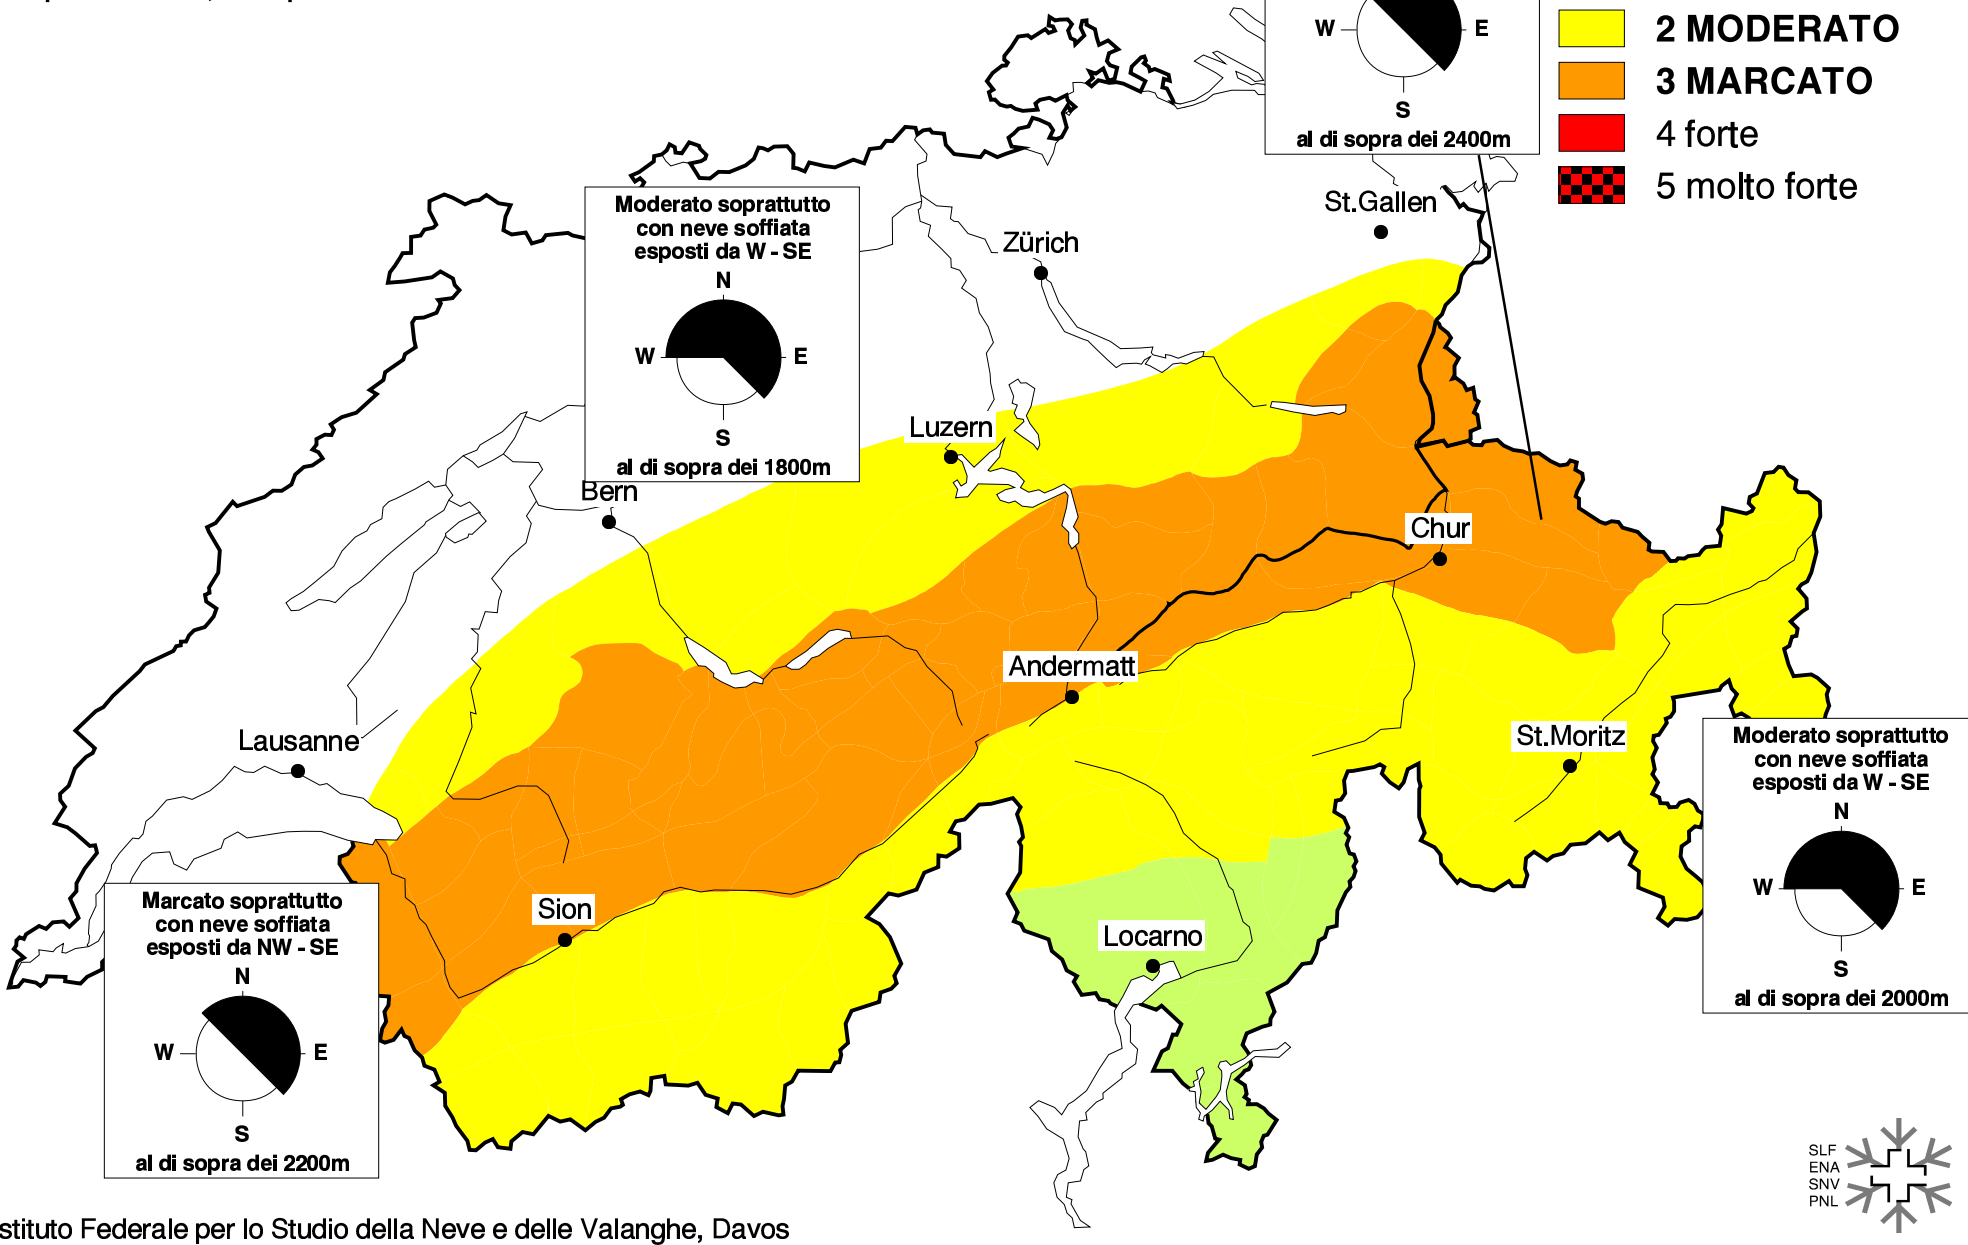 2 MODERATO
3 MARCATO
4 forte
5 molto forte
W
E
S
al di sopra dei 2400m
St.Gallen
Zürich
Moderato soprattutto
con neve soffiata
esposti da W - SE
N
W
E
S
al di sopra dei 1800m
Luzern
Bern
Chur
Andermatt
Lausanne
St.Moritz
Moderato soprattutto
con neve soffiata
esposti da W - SE
N
W
E
S
al di sopra dei 2000m
Sion
Locarno
Marcato soprattutto
con neve soffiata
esposti da NW - SE
N
W
E
S
al di sopra dei 2200m
SLF
ENA
SNV
PNL
stituto Federale per lo Studio della Neve e delle Valanghe, Davos